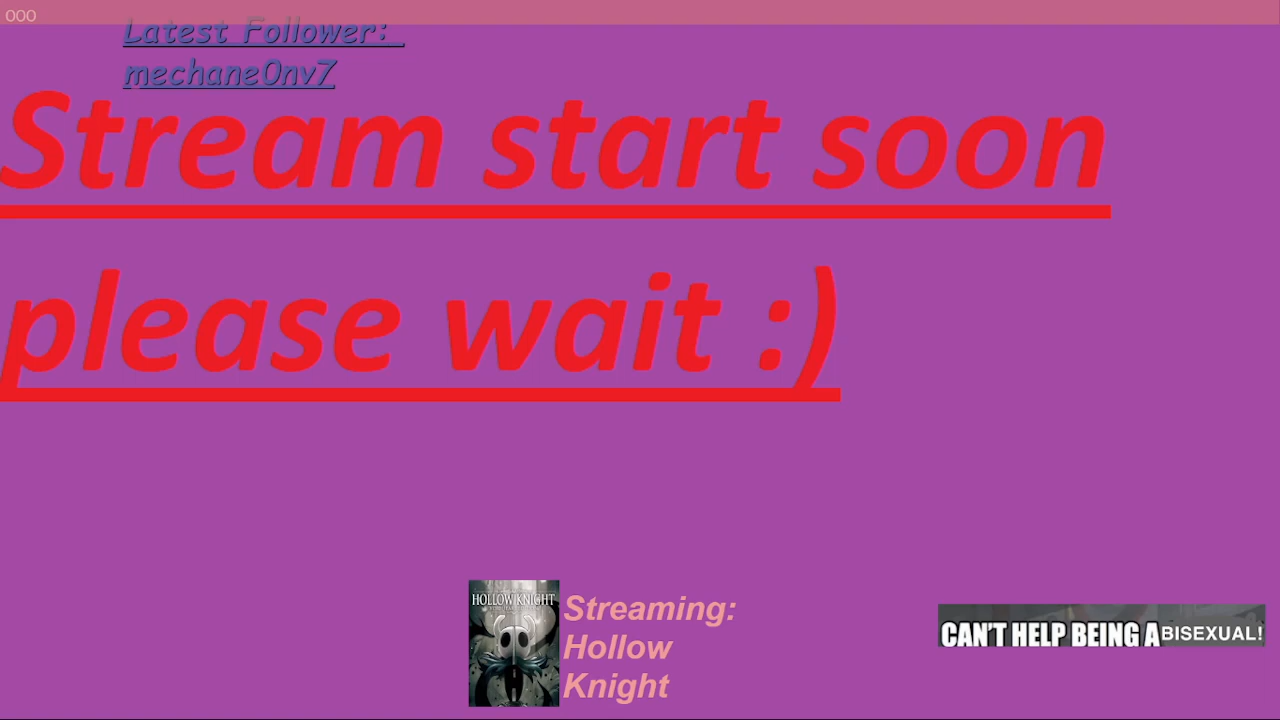 000
Latest Follower:
mechane0nv7
Stream start soon
please wait :)
HOLLOW KNIGHT
Streaming:
Hollow
Knight
CAN'T HELP BEING A BISEXUAL!